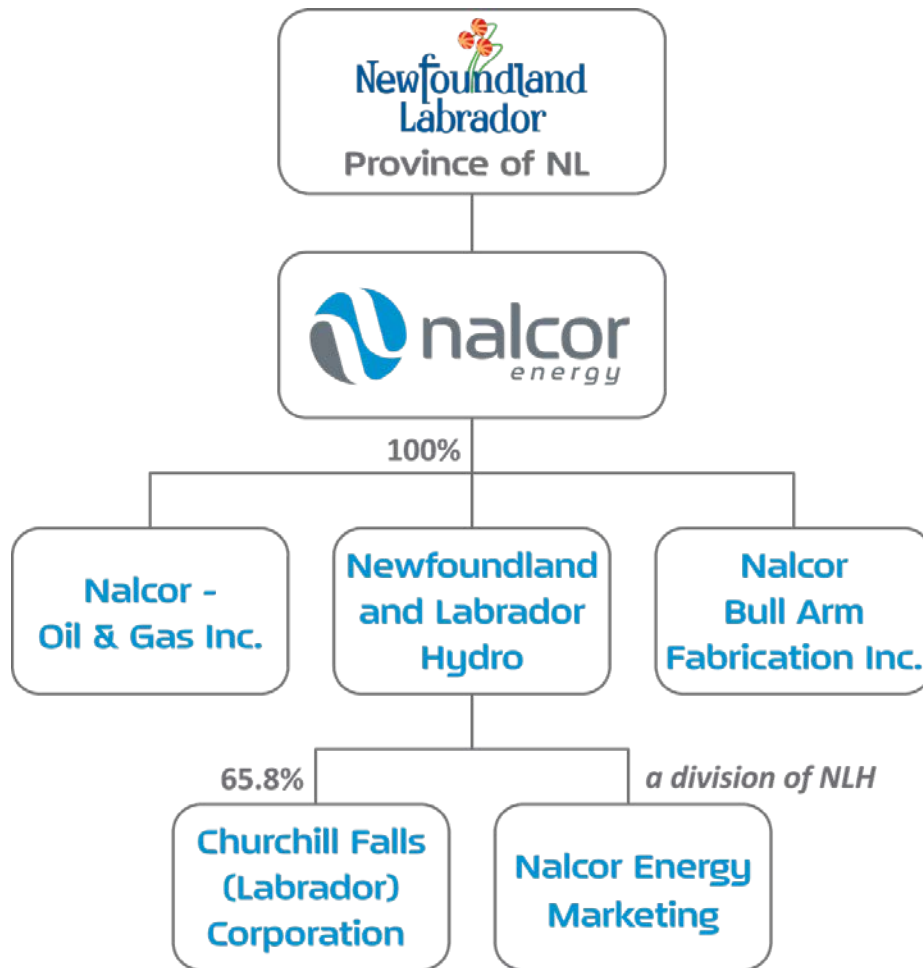 Newfoundland
Labrador
Province of NL
nalcor
energy
100%
Nalcor -
Oil & Gas Inc.
Newfoundland
and Labrador
Hydro
Nalcor
Bull Arm
Fabrication Inc.
65.8%
a division of NLH
Churchill Falls
(Labrador)
Corporation
Nalcor Energy
Marketing